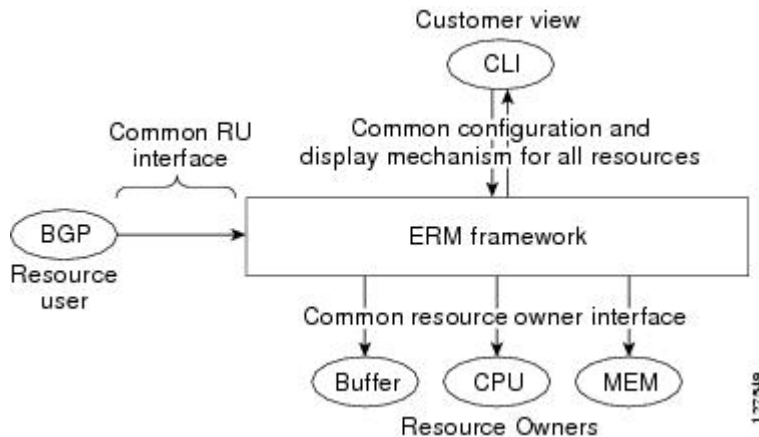 Customer view
CLI
Common RU
interface
Common configuration and
display mechanism for all resources
BGP
ERM framework
Resource
user
Common resource owner interface
Buffer
CPU
MEM
Resource Owners